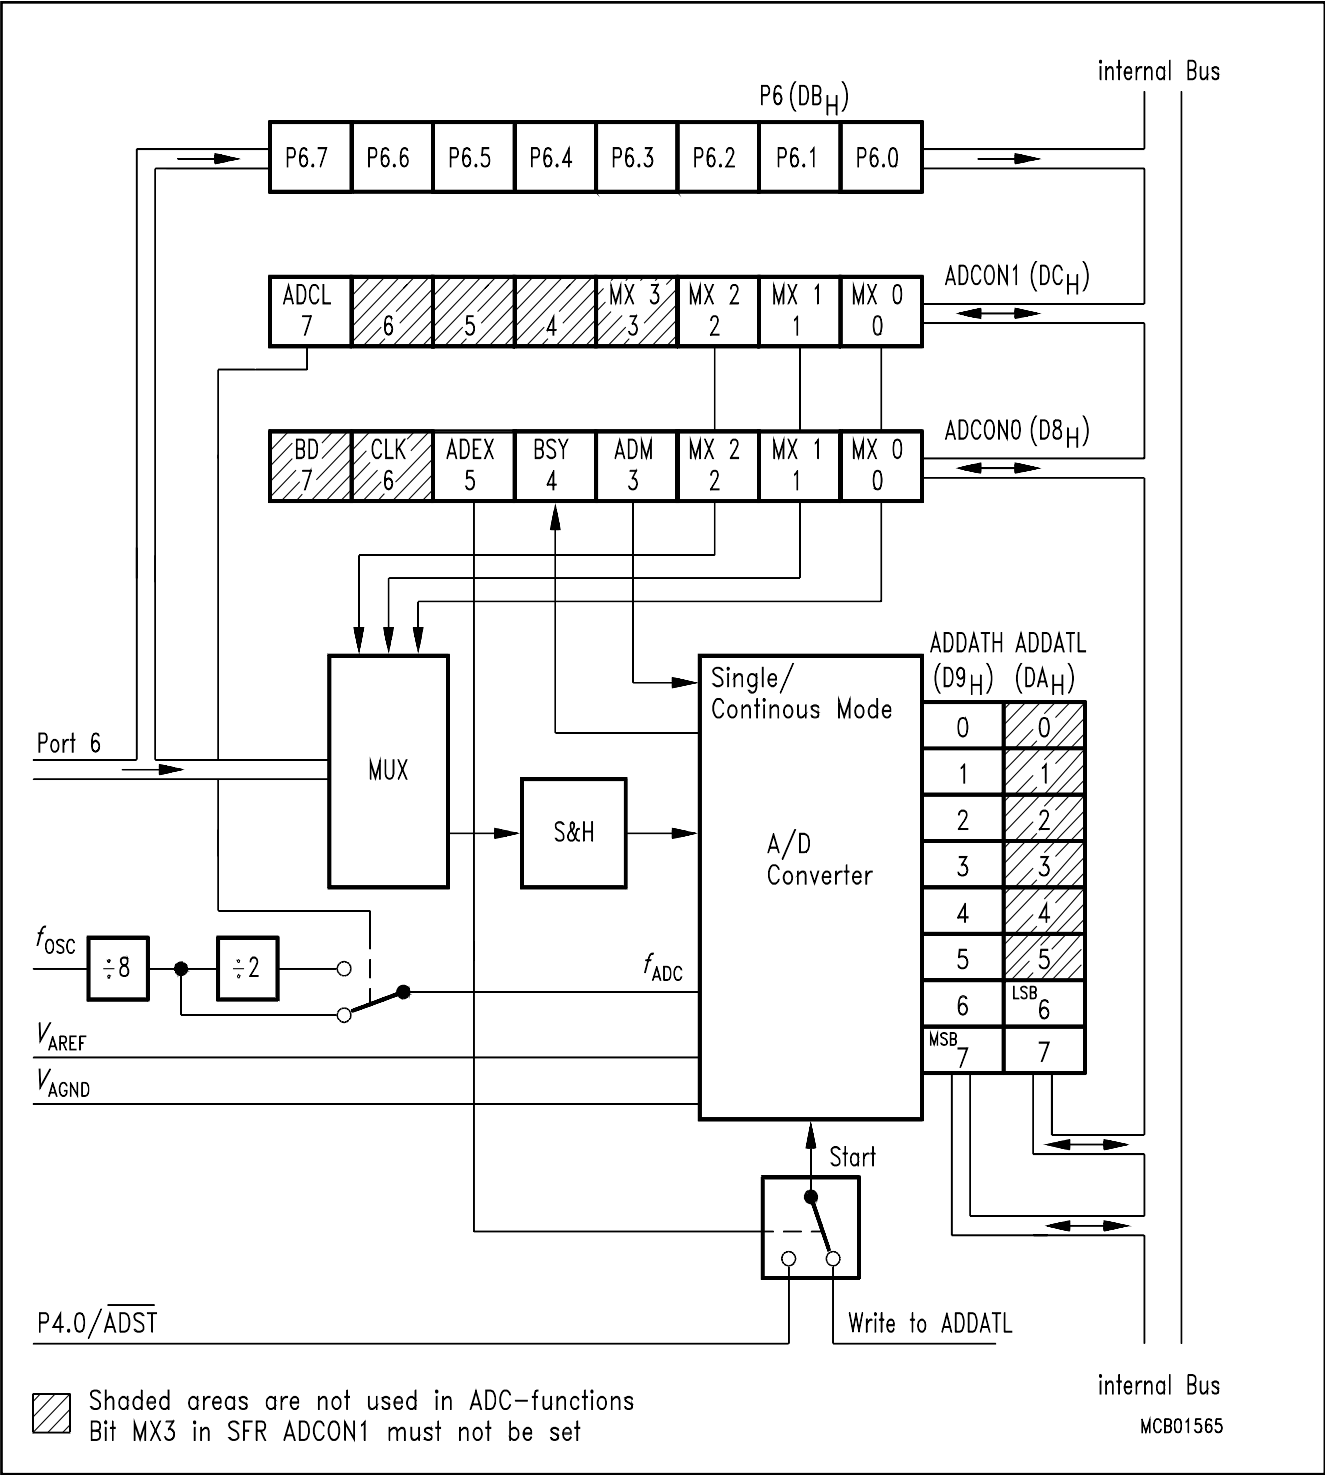 internal Bus
P6 (DBH)
P6.7 P6.6 P6.5 P6.4 P6.3 P6.2 P6.1 P6.0
ADCON1 (DCH)
ADCL MX 3 MX 2 MX 1 MX 0
7 6 5 4 3 2 1 0
ADCON0 (D8H)
BD CLK ADEX BSY ADM MX 2 MX 1 MX 0
7 6 5 4 3 2 1 0
ADDATH ADDATL
(D9H) (DAH)
Single/
Continous Mode
0 0
1 1
2 2
3 3
4 4
5 5
6 LSB 6
MSB 7 7
Port 6
MUX
S&H
A/D
Converter
fOSC
÷8
÷2
fADC
VAREF
VAGND
Start
P4.0/A̅D̅S̅T̅
Write to ADDATL
Shaded areas are not used in ADC-functions
Bit MX3 in SFR ADCON1 must not be set
internal Bus
MCB01565